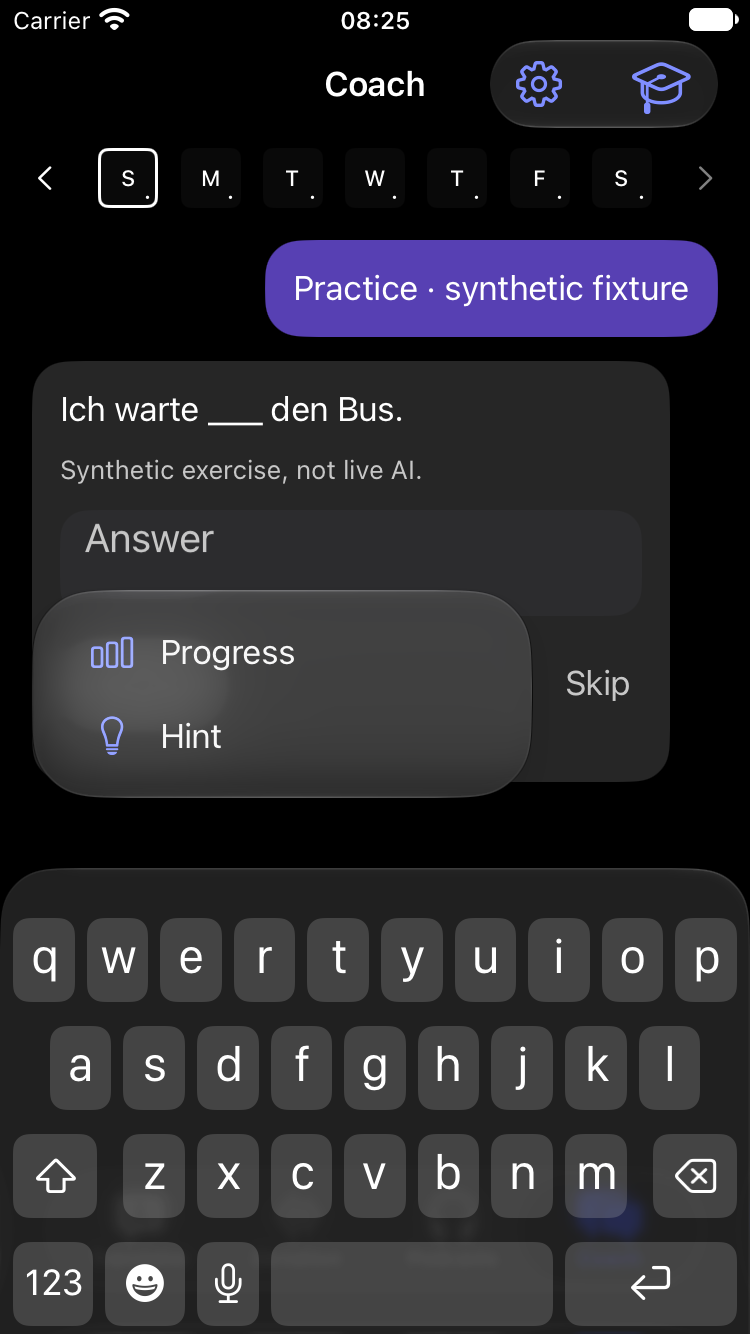 Carrier 08:25
Coach
S M T W T F S
Practice · synthetic fixture
Ich warte ____ den Bus.
Synthetic exercise, not live AI.
Answer
Progress
Skip
Hint
q w e r t y u i o p
a s d f g h j k l
z x c v b n m
123